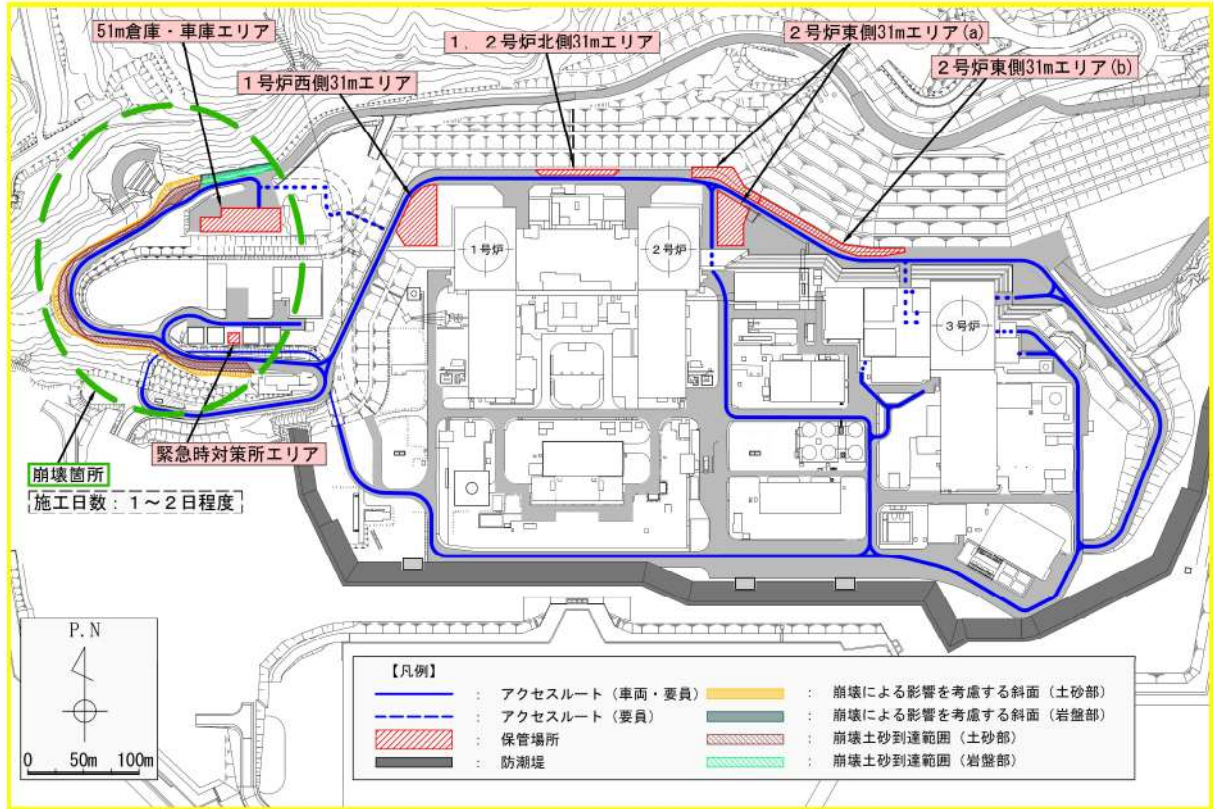 51m倉庫・車庫エリア
1,2号炉北側31mエリア
2号炉東側31mエリア(a)
1号炉西側31mエリア
2号炉東側31mエリア(b)
1号炉
2号炉
3号炉
緊急時対策所エリア
崩壊箇所
施工日数:1~2日程度
P.N
0 50m 100m
【凡例】
: アクセスルート(車両・要員)
: アクセスルート(要員)
: 保管場所
: 防潮堤
: 崩壊による影響を考慮する斜面(土砂部)
: 崩壊による影響を考慮する斜面(岩盤部)
: 崩壊土砂到達範囲(土砂部)
: 崩壊土砂到達範囲(岩盤部)